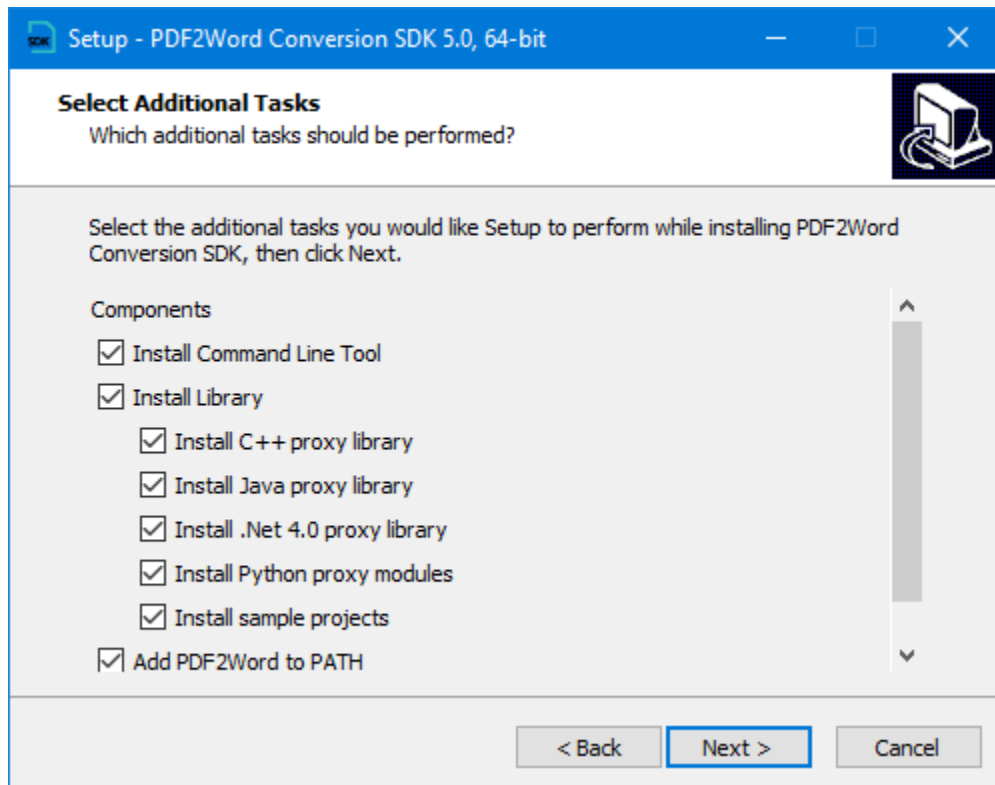 SDK Setup - PDF2Word Conversion SDK 5.0, 64-bit
Select Additional Tasks
Which additional tasks should be performed?
Select the additional tasks you would like Setup to perform while installing PDF2Word
Conversion SDK, then click Next.
Components
Install Command Line Tool
Install Library
Install C++ proxy library
Install Java proxy library
Install .Net 4.0 proxy library
Install Python proxy modules
Install sample projects
Add PDF2Word to PATH
< Back Next > Cancel